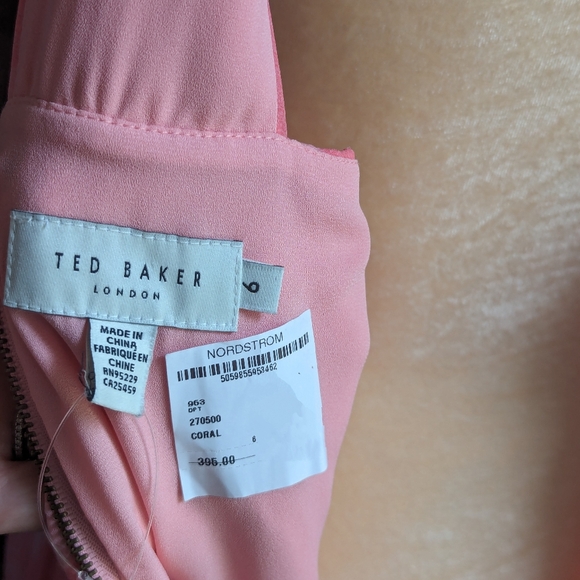 TED BAKER
LONDON
6
MADE IN
CHINA
FABRIQUE EN
CHINE
RN95229
CA25459
NORDSTROM
5059855953462
963
DPT
270500
CORAL 6
395.00